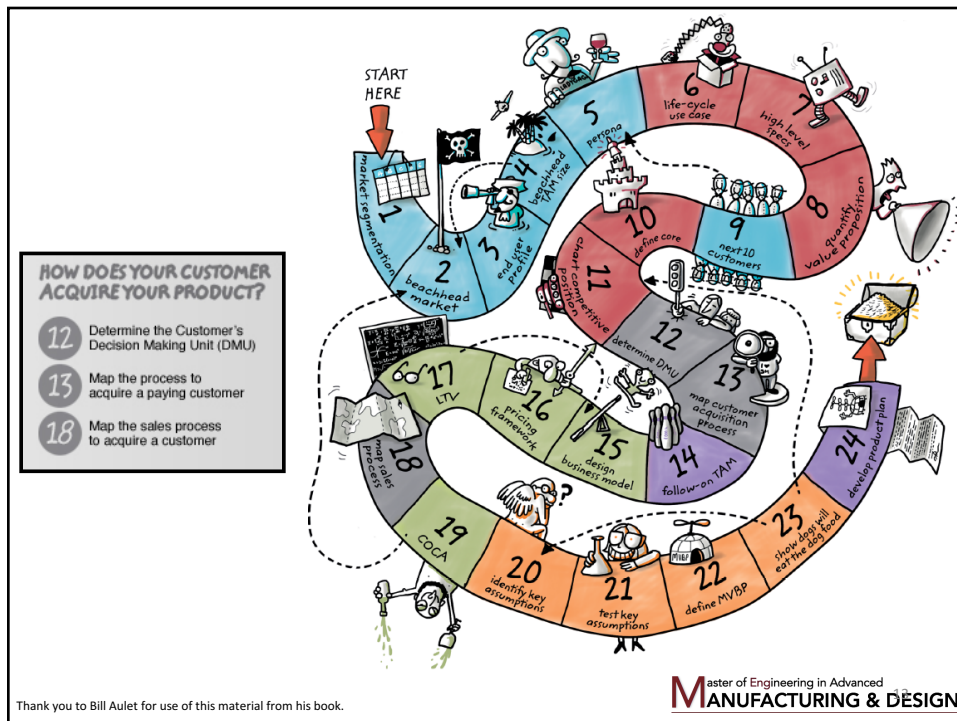 START
HERE
1
market segmentation
2
beachhead
market
3
end user
profile
4
beachhead
TAM size
5
persona
6
life-cycle
use case
7
high level
specs
8
quantify
value proposition
9
next 10
customers
10
define core
11
chart competitive
position
12
determine DMU
13
map customer
acquisition
process
14
follow-on TAM
15
design
business model
16
pricing
framework
17
LTV
18
map sales
process
19
COCA
?
20
identify key
assumptions
21
test key
assumptions
MVBP
22
define MVBP
23
show dogs will
eat the dog food
24
develop product plan
HOW DOES YOUR CUSTOMER
ACQUIRE YOUR PRODUCT?
12 Determine the Customer's
Decision Making Unit (DMU)
13 Map the process to
acquire a paying customer
18 Map the sales process
to acquire a customer
Thank you to Bill Aulet for use of this material from his book.
Master of Engineering in Advanced
MANUFACTURING & DESIGN